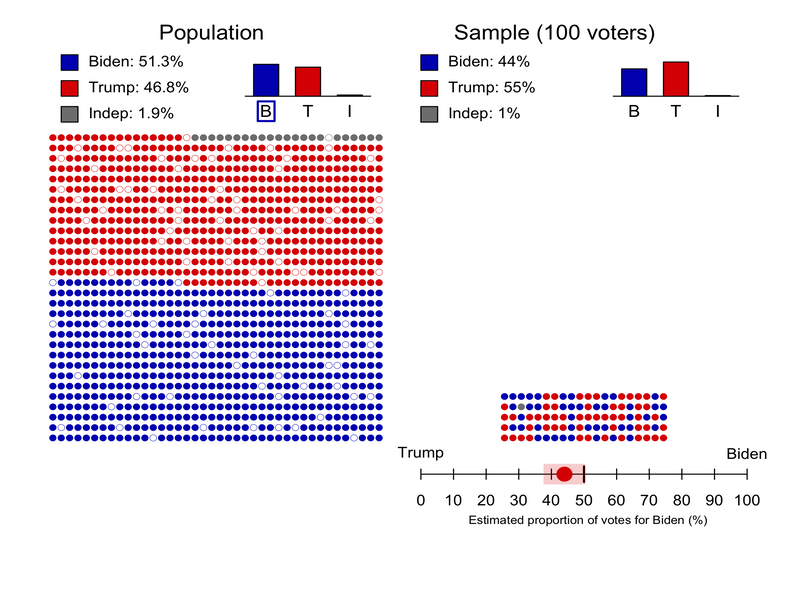 Population
Biden: 51.3%
Trump: 46.8%
Indep: 1.9%
B T I
Sample (100 voters)
Biden: 44%
Trump: 55%
Indep: 1%
B T I
Trump
Biden
0 10 20 30 40 50 60 70 80 90 100
Estimated proportion of votes for Biden (%)